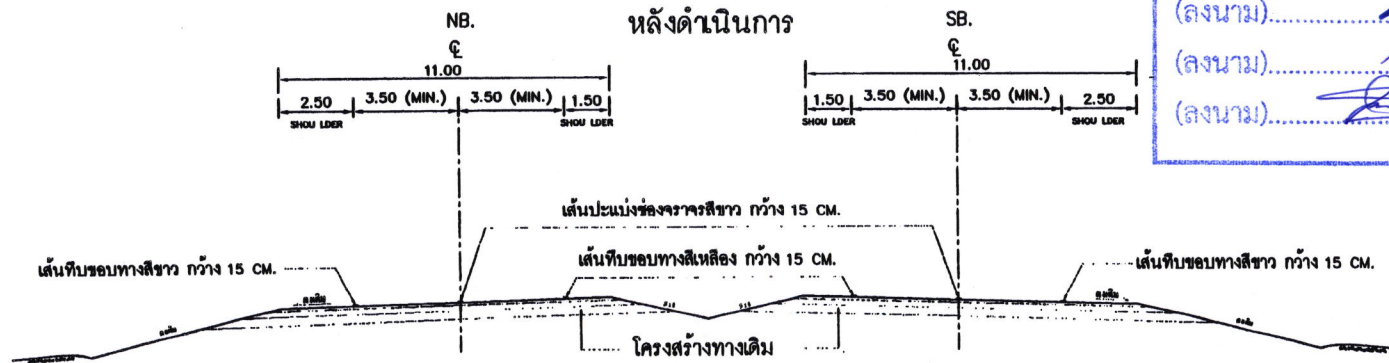 หลังดำเนินการ
NB.
SB.
℄
℄
11.00
11.00
2.50 3.50 (MIN.) 3.50 (MIN.) 1.50
SHOU LDER SHOU LDER
1.50 3.50 (MIN.) 3.50 (MIN.) 2.50
SHOU LDER SHOU LDER
(ลงนาม)
(ลงนาม)
(ลงนาม)
เส้นปะแบ่งช่องจราจรสีขาว กว้าง 15 CM.
เส้นทึบขอบทางสีขาว กว้าง 15 CM.
เส้นทึบขอบทางสีเหลือง กว้าง 15 CM.
เส้นทึบขอบทางสีขาว กว้าง 15 CM.
โครงสร้างทางเดิม